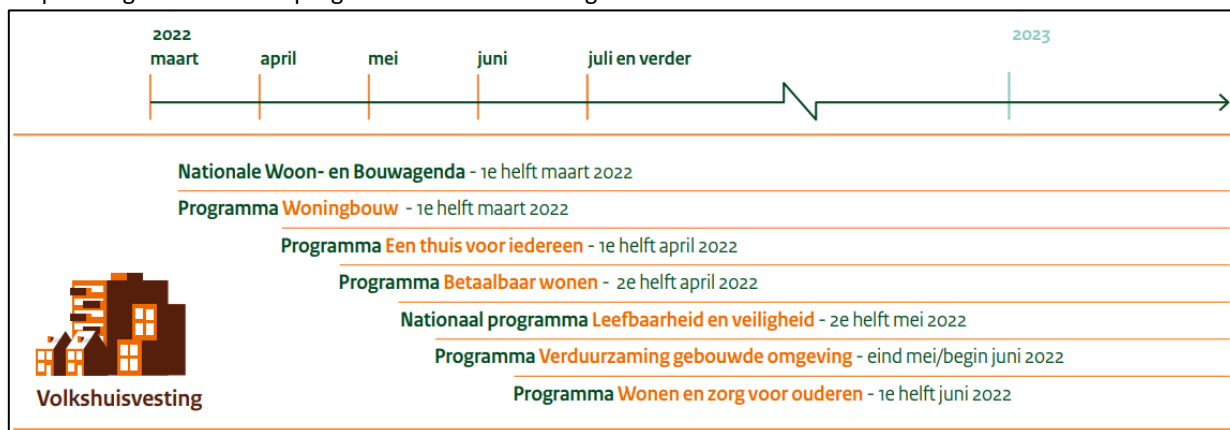 2022
2023
maart april mei juni juli en verder
Nationale Woon- en Bouwagenda - 1e helft maart 2022
Programma Woningbouw - 1e helft maart 2022
Programma Een thuis voor iedereen - 1e helft april 2022
Programma Betaalbaar wonen - 2e helft april 2022
Nationaal programma Leefbaarheid en veiligheid - 2e helft mei 2022
Programma Verduurzaming gebouwde omgeving - eind mei/begin juni 2022
Programma Wonen en zorg voor ouderen - 1e helft juni 2022
Volkshuisvesting